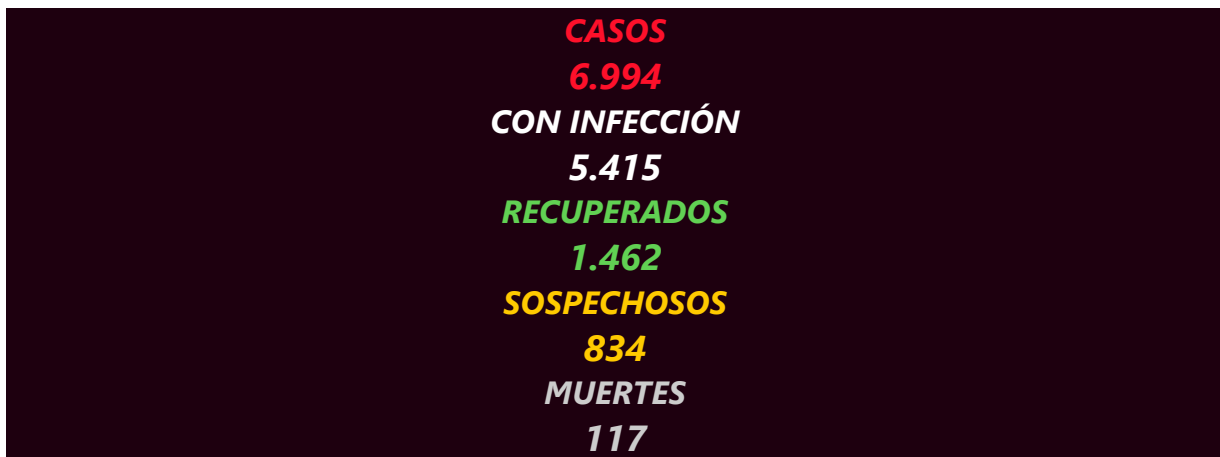 CASOS
6.994
CON INFECCIÓN
5.415
RECUPERADOS
1.462
SOSPECHOSOS
834
MUERTES
117